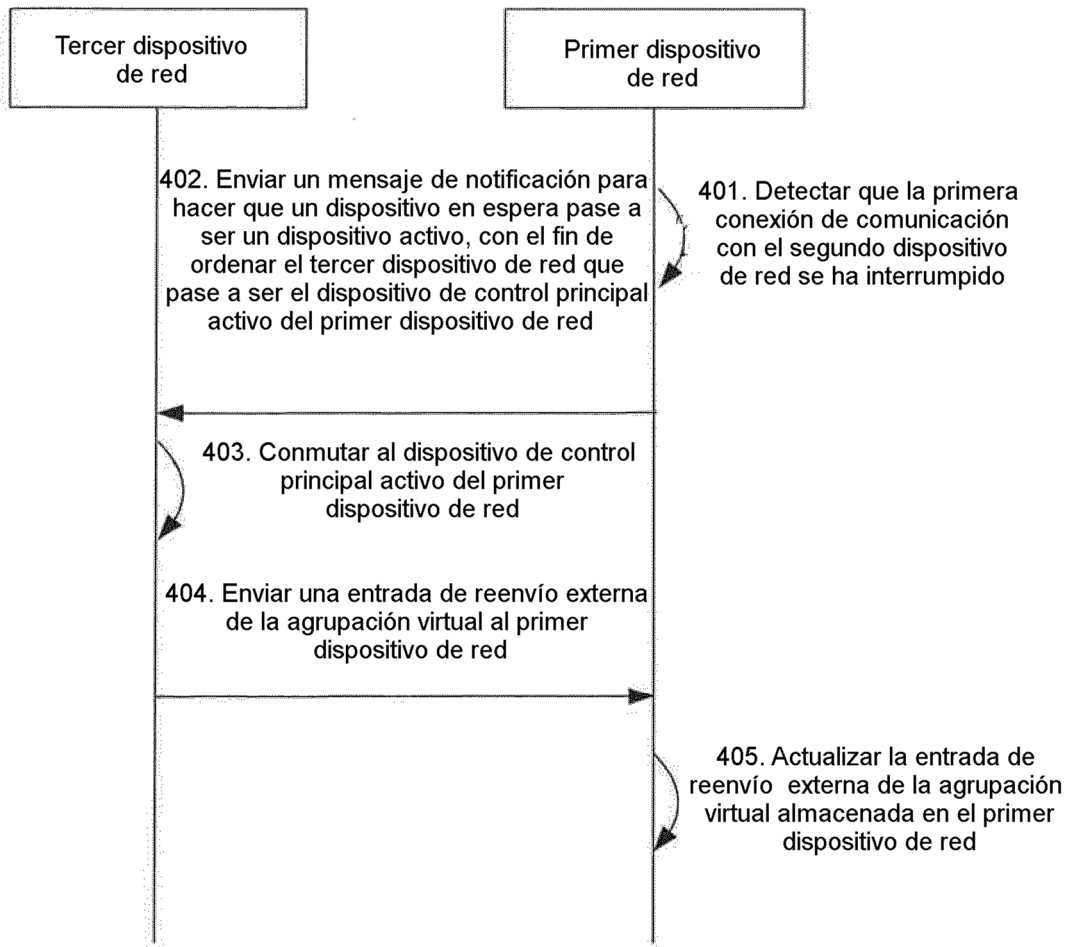 Tercer dispositivo
de red
Primer dispositivo
de red
402. Enviar un mensaje de notificación para
hacer que un dispositivo en espera pase a
ser un dispositivo activo, con el fin de
ordenar el tercer dispositivo de red que
pase a ser el dispositivo de control principal
activo del primer dispositivo de red
401. Detectar que la primera
conexión de comunicación
con el segundo dispositivo
de red se ha interrumpido
403. Conmutar al dispositivo de control
principal activo del primer
dispositivo de red
404. Enviar una entrada de reenvío externa
de la agrupación virtual al primer
dispositivo de red
405. Actualizar la entrada de
reenvío externa de la agrupación
virtual almacenada en el primer
dispositivo de red